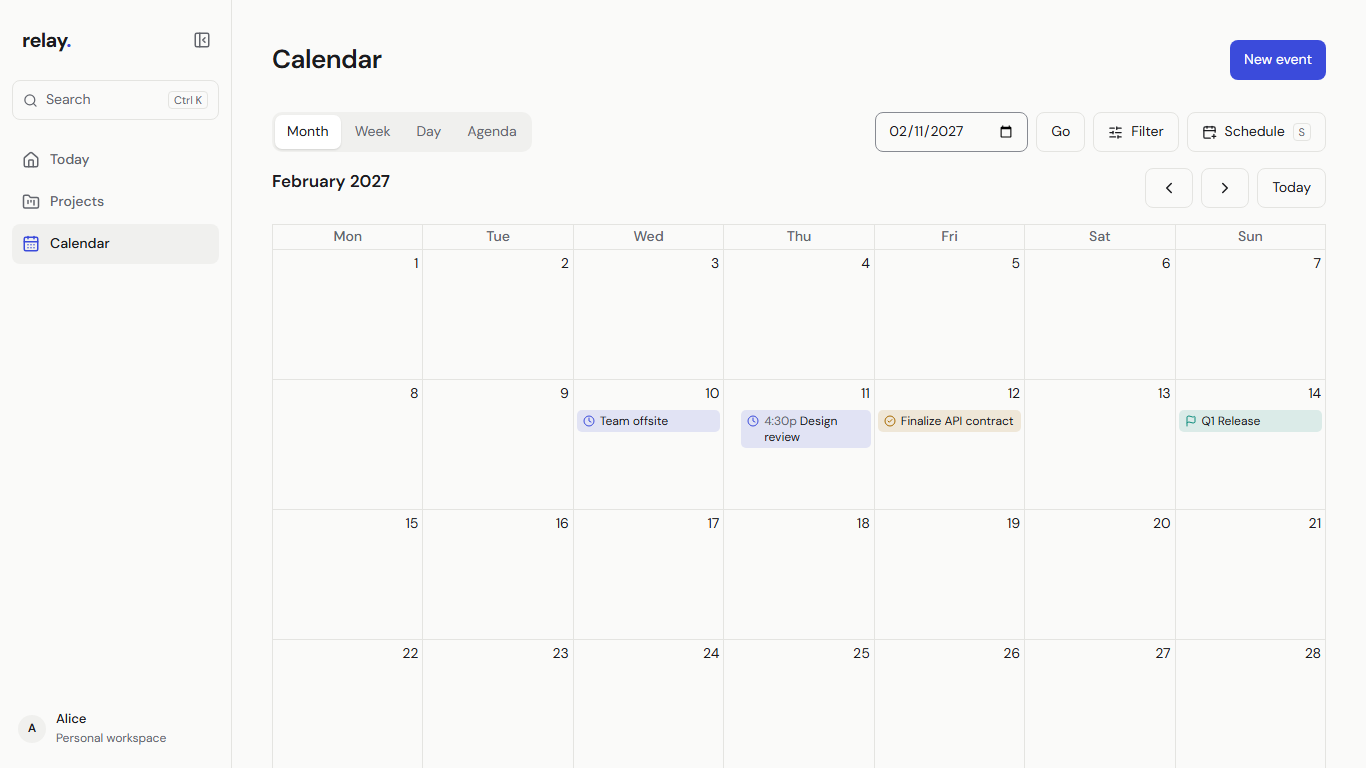 relay.
Search
Ctrl K
Today
Projects
Calendar
Alice
A
Personal workspace
Calendar
New event
Month
Week
Day
Agenda
02/11/2027
Go
Filter
Schedule
S
February 2027
Today
Mon
Tue
Wed
Thu
Fri
Sat
Sun
1
2
3
4
5
6
7
8
9
10
11
12
13
14
Team offsite
4:30p Design
review
Finalize API contract
Q1 Release
15
16
17
18
19
20
21
22
23
24
25
26
27
28